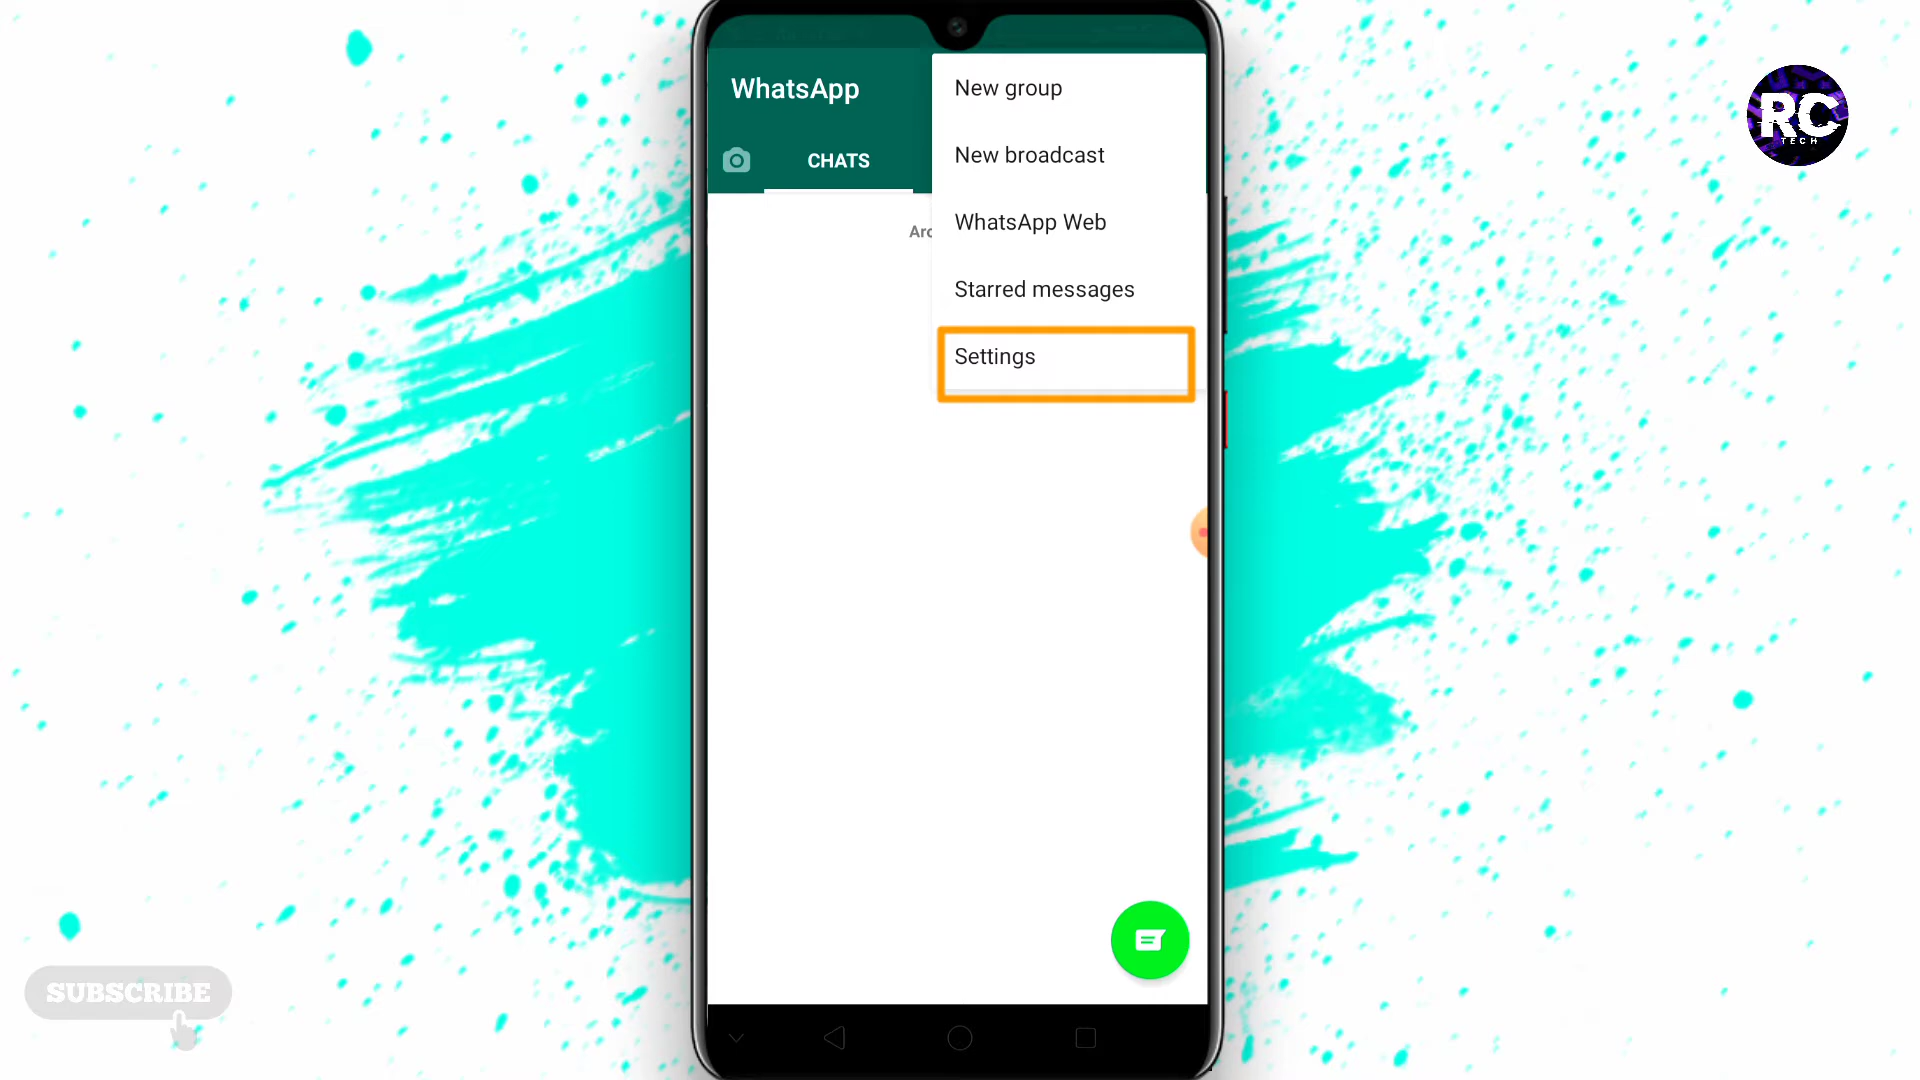 WhatsApp
CHATS
New group
New broadcast
WhatsApp Web
Starred messages
Settings
RC
TECH
SUBSCRIBE